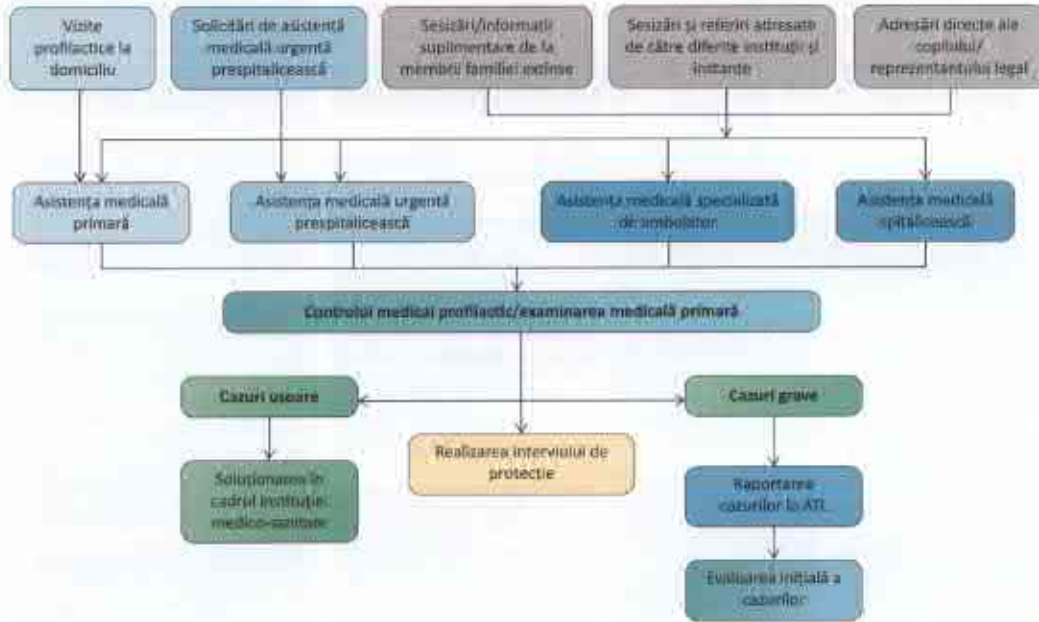 Vizite
profilactice la
domiciliu
Solicitări de asistență
medicală urgentă
prespitalicească
Sesizări/informații
suplimentare de la
membrii familiei extinse
Sesizări și referiri adresate
de către diferite instituții și
instanțe
Adresări directe ale
copilului/
reprezentantului legal
Asistența medicală
primară
Asistența medicală urgentă
prespitalicească
Asistența medicală specializată
de ambulator
Asistența medicală
spitalicească
Controlul medical profilactic/examinarea medicală primară
Cazuri ușoare
Cazuri grave
Realizarea interviului de
protecție
Soluționarea în
cadrul instituției
medico-sanitare
Raportarea
cazurilor la ATL
Evaluarea inițială a
cazurilor